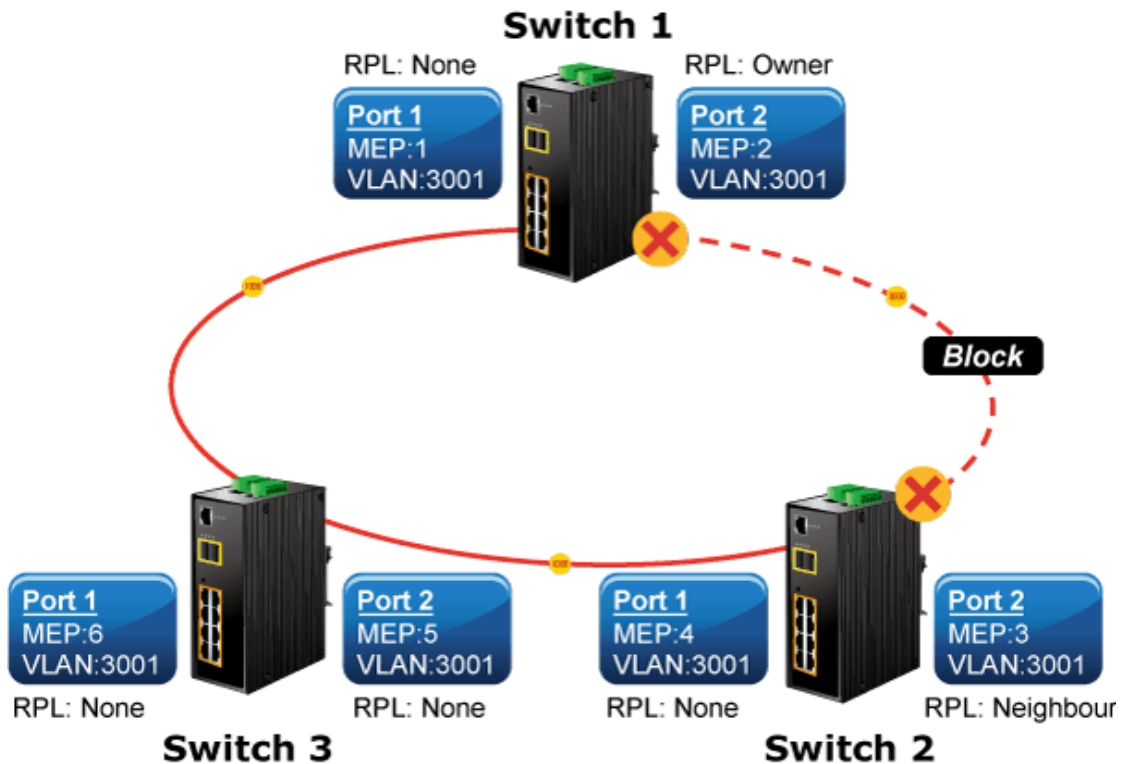 Switch 1
RPL: None
RPL: Owner
Port 1
MEP:1
VLAN:3001
Port 2
MEP:2
VLAN:3001
Block
Port 1
MEP:6
VLAN:3001
RPL: None
Port 2
MEP:5
VLAN:3001
RPL: None
Switch 3
Port 1
MEP:4
VLAN:3001
RPL: None
Port 2
MEP:3
VLAN:3001
RPL: Neighbour
Switch 2